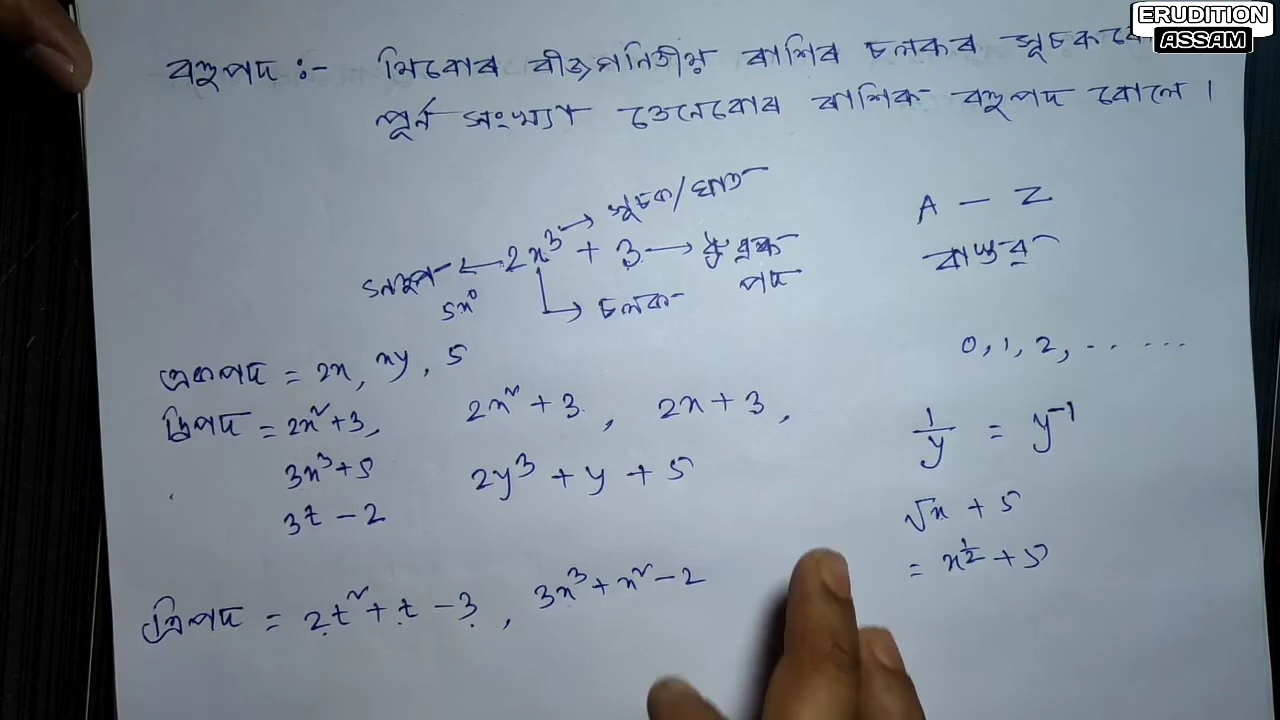 ERUDITION
ASSAM
বহুপদ :- যিবোৰ বীজগণিতীয় ৰাশিৰ চলকৰ সূচকবো
পূৰ্ণ সংখ্যা তেনেবোৰ ৰাশিক বহুপদ বোলে ।
সূচক/ঘাত
A — Z
2x³ + 3 → ধ্ৰুৱক পদ
বাস্তৱ
5x⁰
চলক
0, 1, 2, ......
একপদ = 2x, xy, 5
দ্বিপদ = 2x² + 3, 2x² + 3, 2x + 3,
1/y = y⁻¹
3x³ + 5
2y³ + y + 5
3t - 2
√x + 5
= x^1/2 + 5
ত্ৰিপদ = 2t² + t - 3, 3x³ + x² - 2